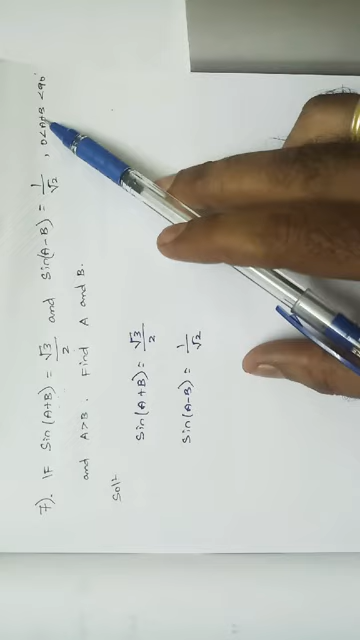 7). If Sin(A+B) = √3/2 and Sin(A-B) = 1/√2 , 0<A+B <90°
and A>B . Find A and B.
Sol:
Sin(A+B) = √3/2
Sin(A-B) = 1/√2